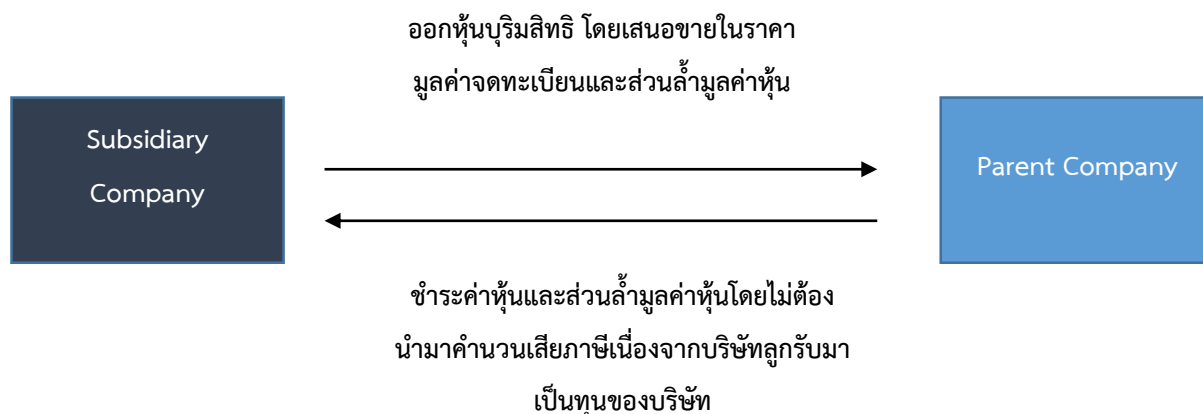 ออกหุ้นบุริมสิทธิ โดยเสนอขายในราคา
มูลค่าจดทะเบียนและส่วนล้ำมูลค่าหุ้น
Subsidiary
Company
Parent Company
ชำระค่าหุ้นและส่วนล้ำมูลค่าหุ้นโดยไม่ต้อง
นำมาคำนวนเสียภาษีเนื่องจากบริษัทลูกรับมา
เป็นทุนของบริษัท